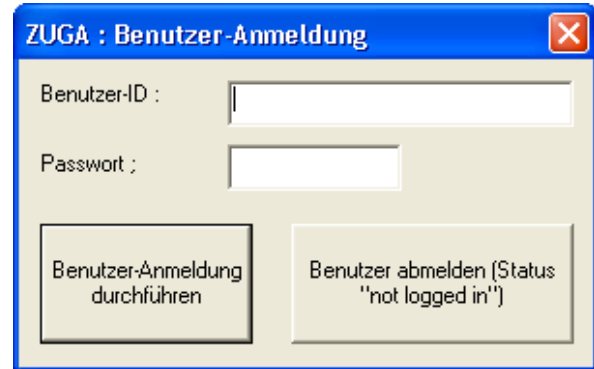 ZUGA : Benutzer-Anmeldung
Benutzer-ID :
Passwort ;
Benutzer-Anmeldung
durchführen
Benutzer abmelden (Status
"not logged in")